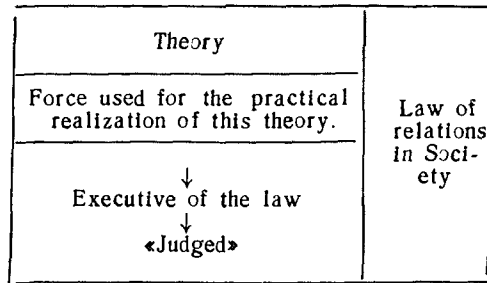 Theory
Force used for the practical
realization of this theory.
↓
Executive of the law
↓
«Judged»
Law of
relations
in Soci-
ety